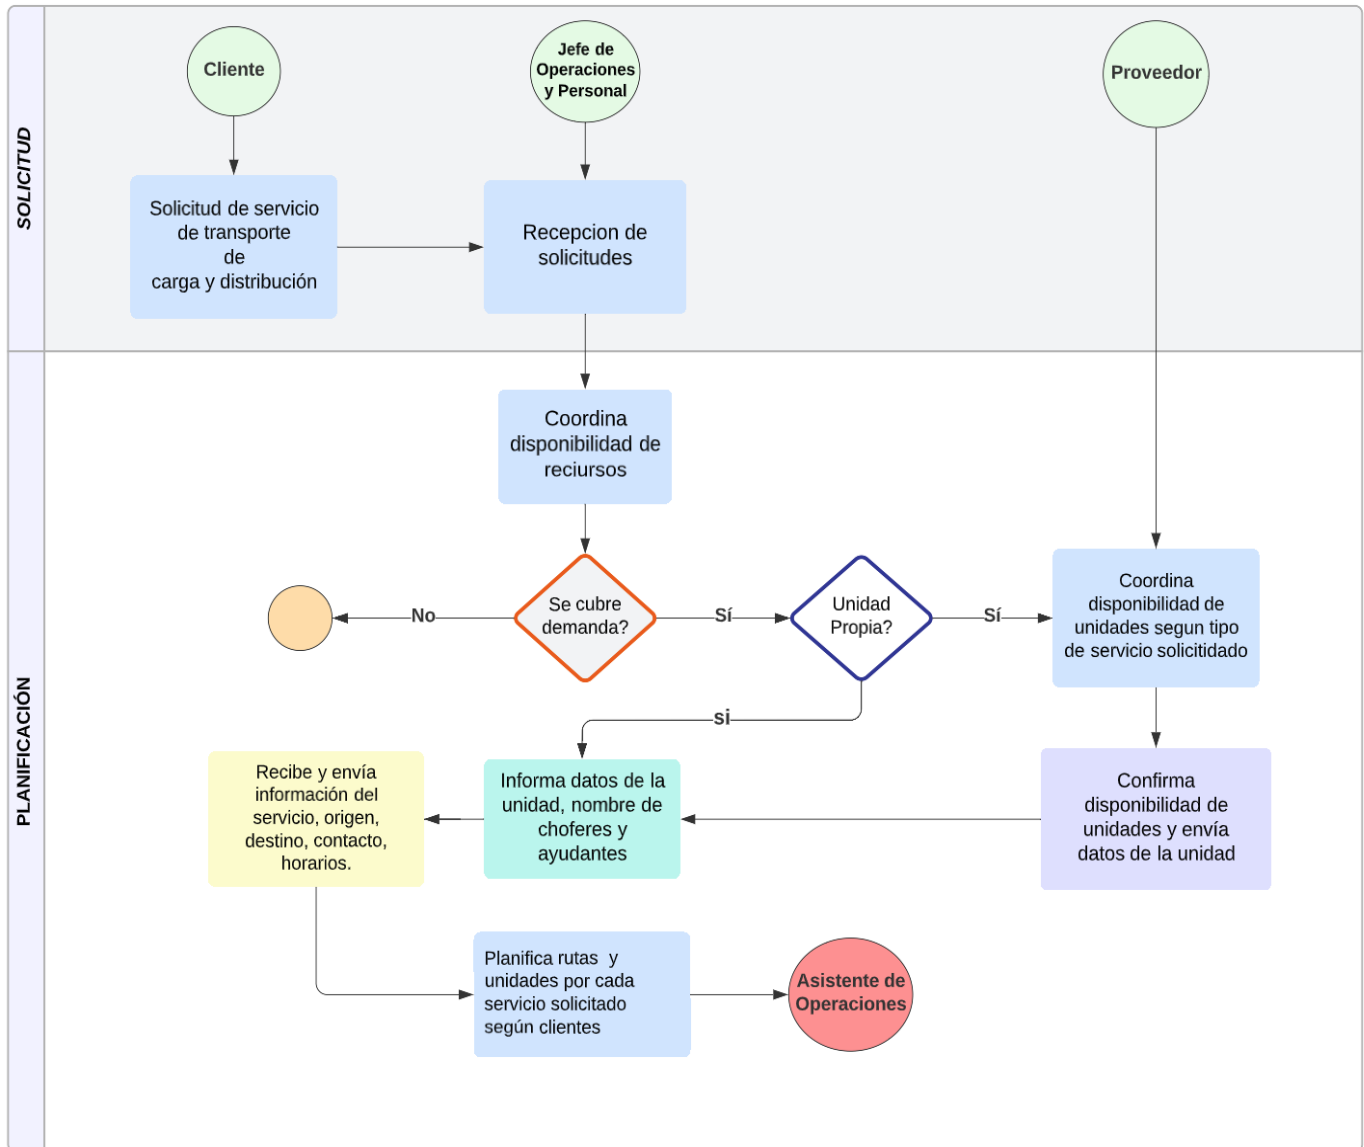 SOLICITUD
Cliente
Jefe de
Operaciones
y Personal
Proveedor
Solicitud de servicio
de transporte
de
carga y distribución
Recepcion de
solicitudes
PLANIFICACIÓN
Coordina
disponibilidad de
reciursos
Se cubre
demanda?
No
Sí
Unidad
Propia?
Sí
si
Coordina
disponibilidad de
unidades segun tipo
de servicio solicitidado
Recibe y envía
información del
servicio, origen,
destino, contacto,
horarios.
Informa datos de la
unidad, nombre de
choferes y
ayudantes
Confirma
disponibilidad de
unidades y envía
datos de la unidad
Planifica rutas y
unidades por cada
servicio solicitado
según clientes
Asistente de
Operaciones